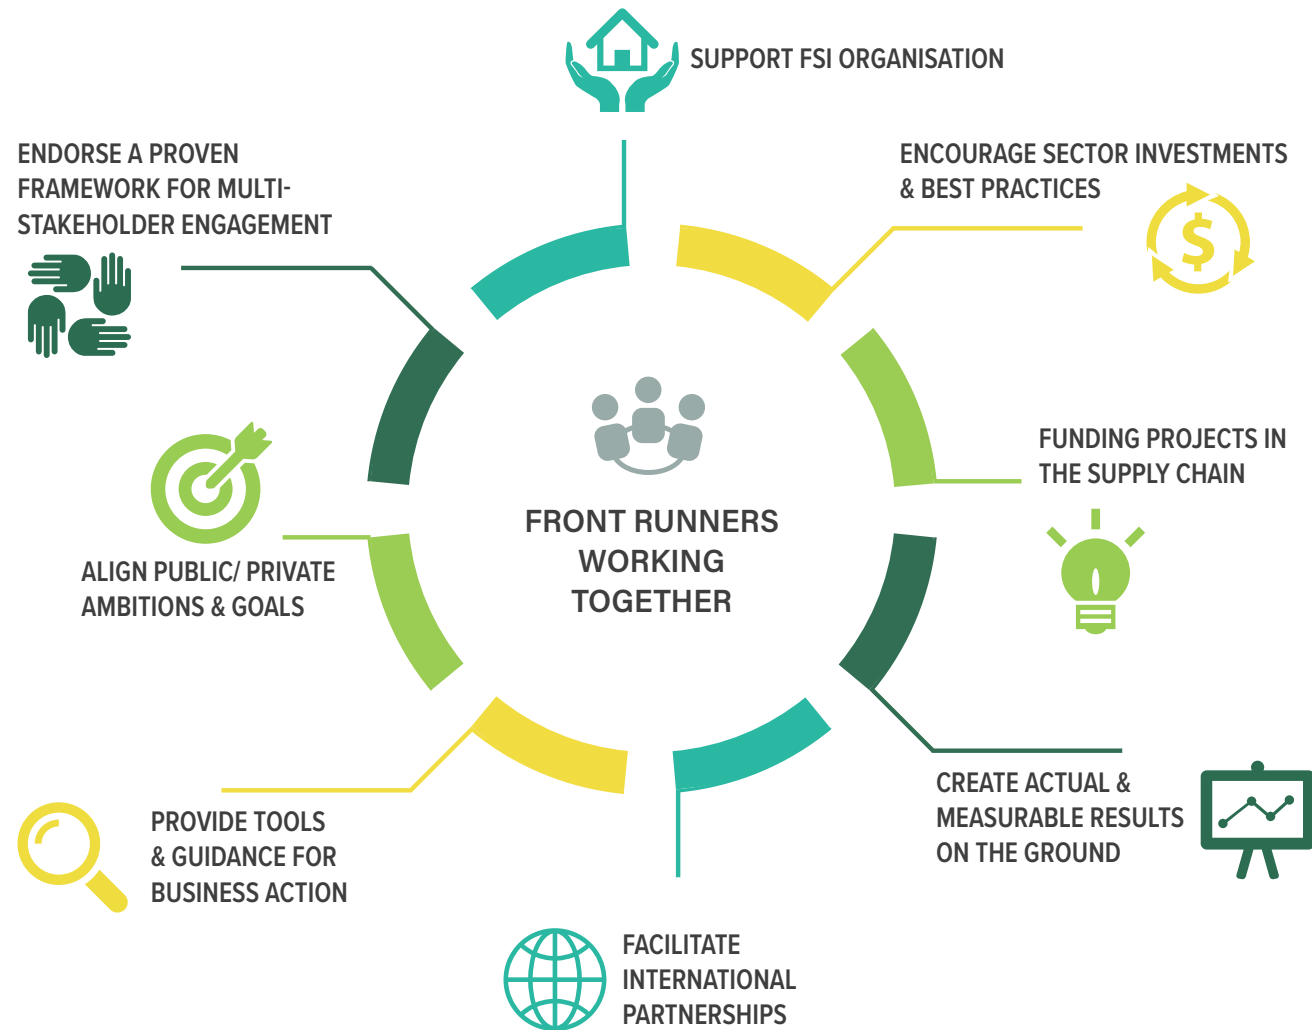 SUPPORT FSI ORGANISATION
ENCOURAGE SECTOR INVESTMENTS
& BEST PRACTICES
$
FUNDING PROJECTS IN
THE SUPPLY CHAIN
CREATE ACTUAL &
MEASURABLE RESULTS
ON THE GROUND
FACILITATE
INTERNATIONAL
PARTNERSHIPS
PROVIDE TOOLS
& GUIDANCE FOR
BUSINESS ACTION
ALIGN PUBLIC/ PRIVATE
AMBITIONS & GOALS
ENDORSE A PROVEN
FRAMEWORK FOR MULTI-
STAKEHOLDER ENGAGEMENT
FRONT RUNNERS
WORKING
TOGETHER